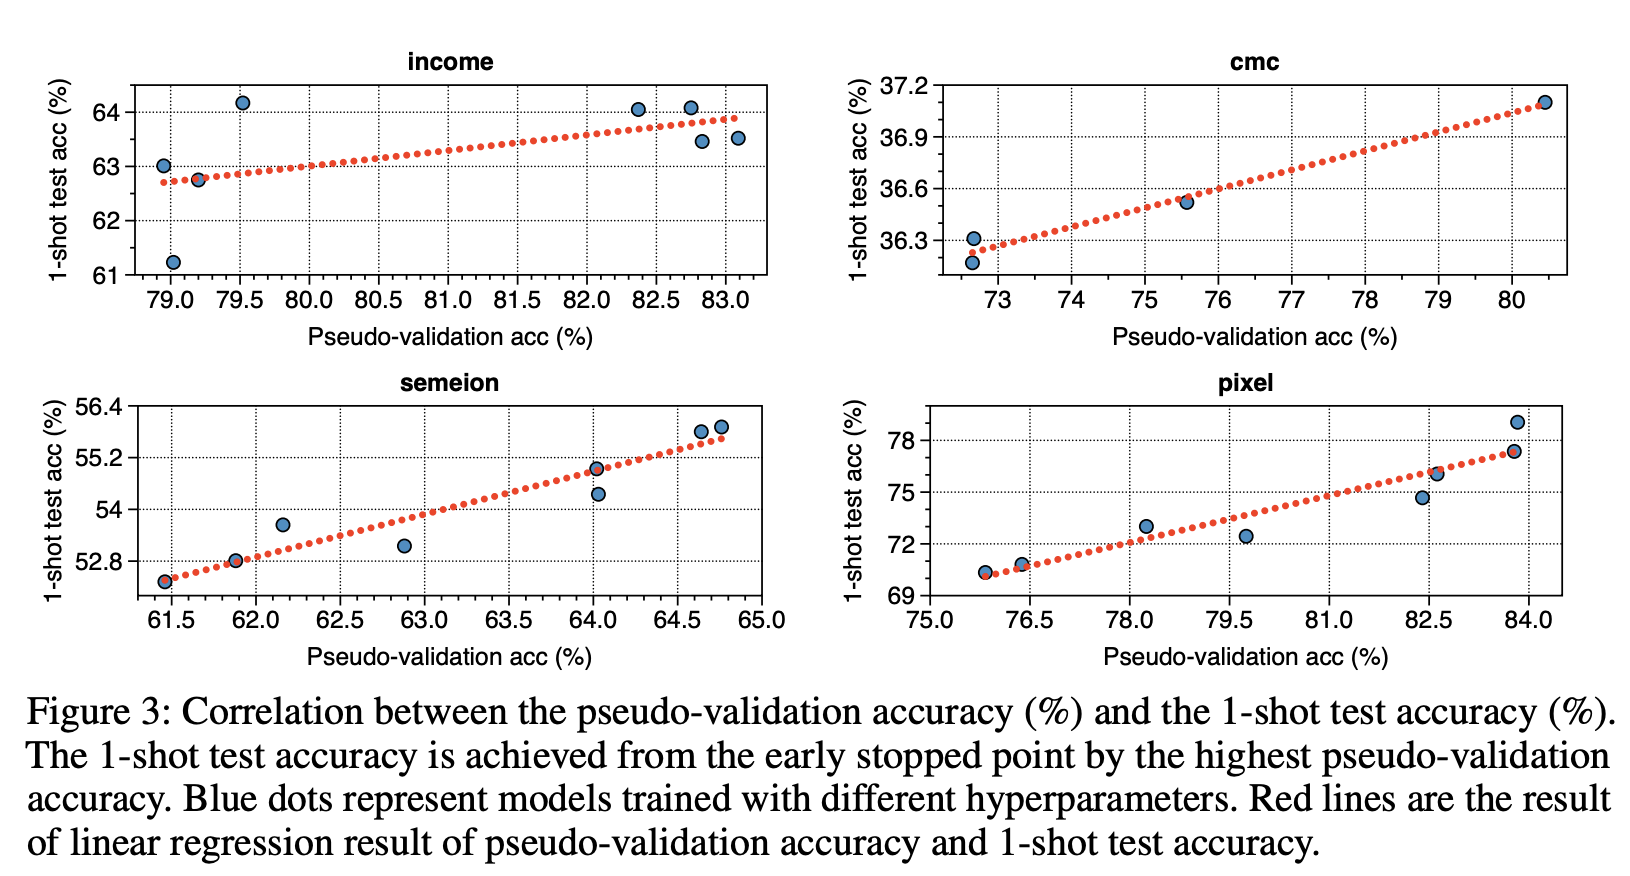 income
1-shot test acc (%)
64
63
62
61
79.0 79.5 80.0 80.5 81.0 81.5 82.0 82.5 83.0
Pseudo-validation acc (%)
cmc
1-shot test acc (%)
37.2
36.9
36.6
36.3
73 74 75 76 77 78 79 80
Pseudo-validation acc (%)
semeion
1-shot test acc (%)
56.4
55.2
54
52.8
61.5 62.0 62.5 63.0 63.5 64.0 64.5 65.0
Pseudo-validation acc (%)
pixel
1-shot test acc (%)
78
75
72
69
75.0 76.5 78.0 79.5 81.0 82.5 84.0
Pseudo-validation acc (%)
Figure 3: Correlation between the pseudo-validation accuracy (%) and the 1-shot test accuracy (%).
The 1-shot test accuracy is achieved from the early stopped point by the highest pseudo-validation
accuracy. Blue dots represent models trained with different hyperparameters. Red lines are the result
of linear regression result of pseudo-validation accuracy and 1-shot test accuracy.